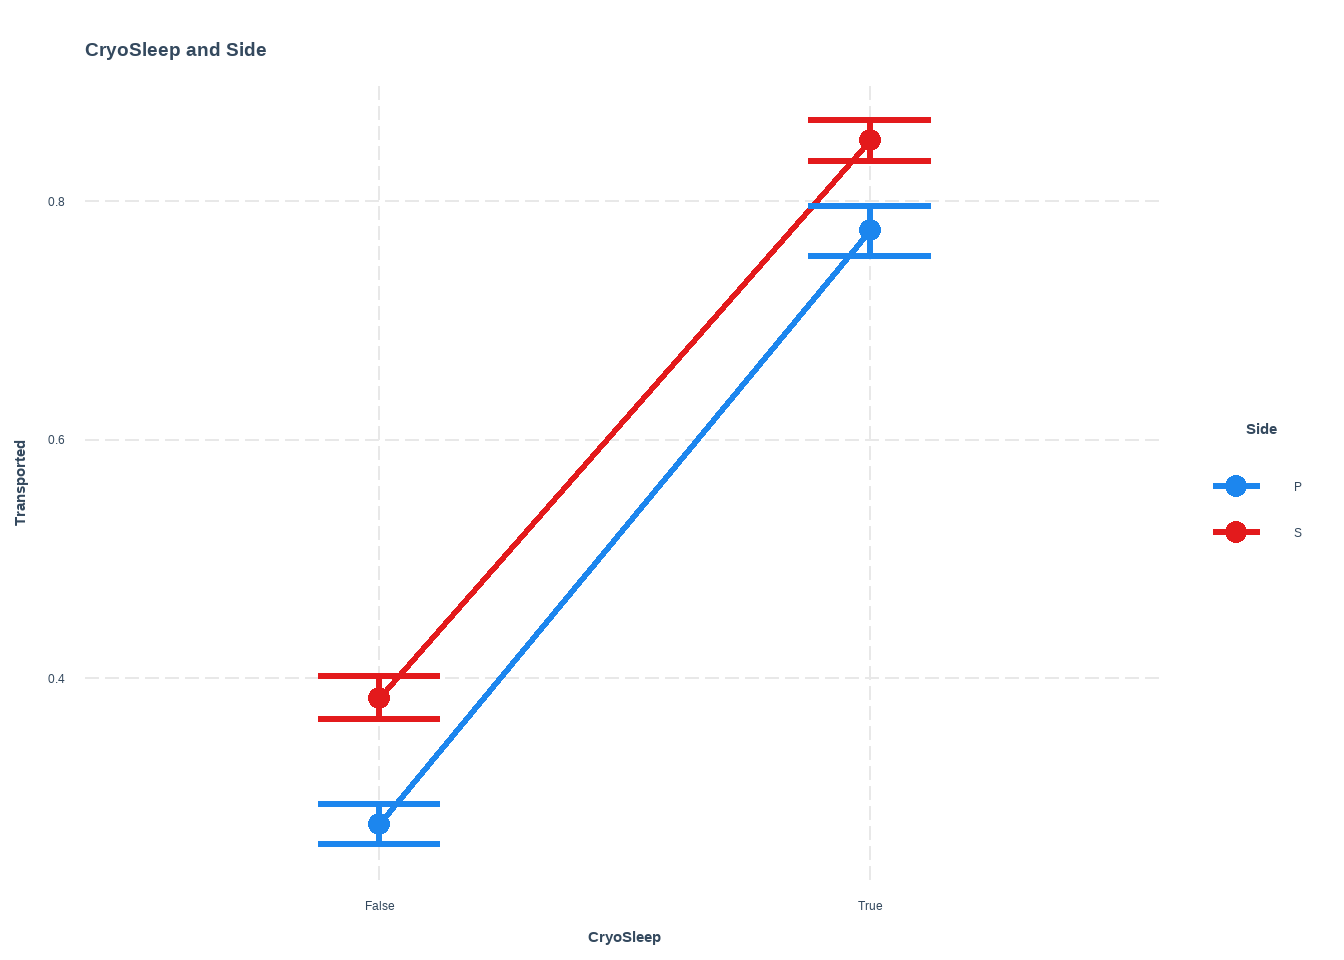 CryoSleep and Side
0.8
0.6
0.4
Transported
False
True
CryoSleep
Side
P
S